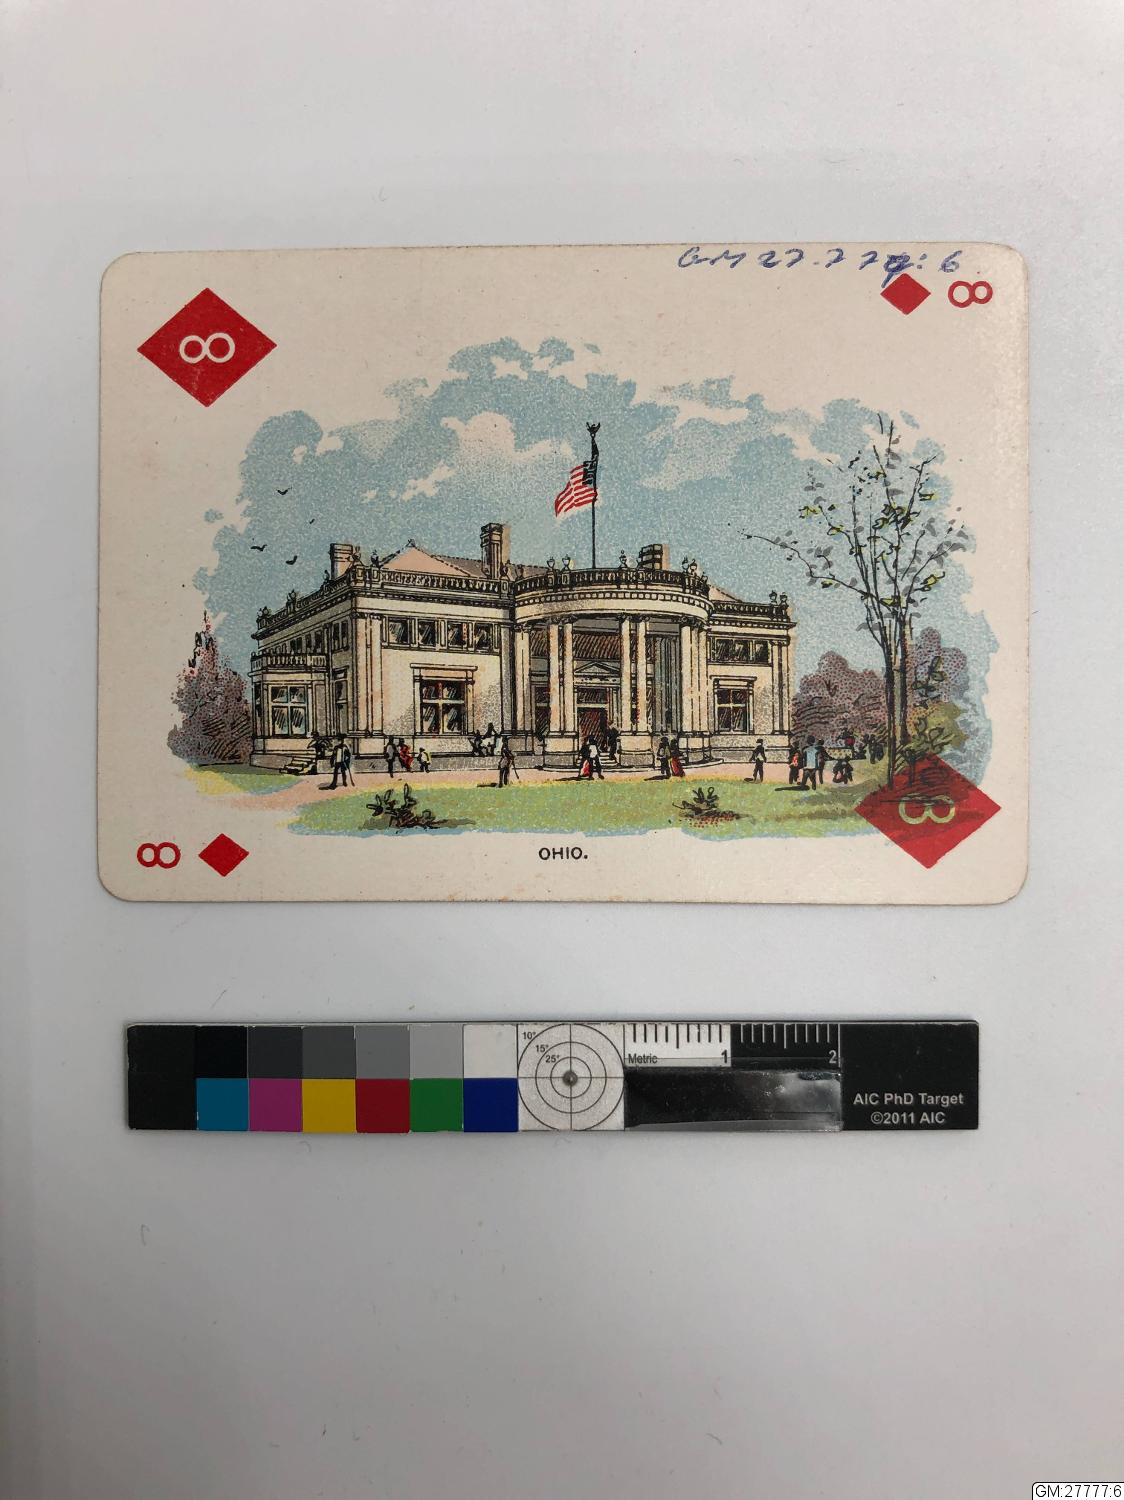 GM 27.777: 6
8
8
8
8
OHIO.
10°
15°
25°
Metric
1
2
AIC PhD Target
©2011 AIC
GM:27777:6